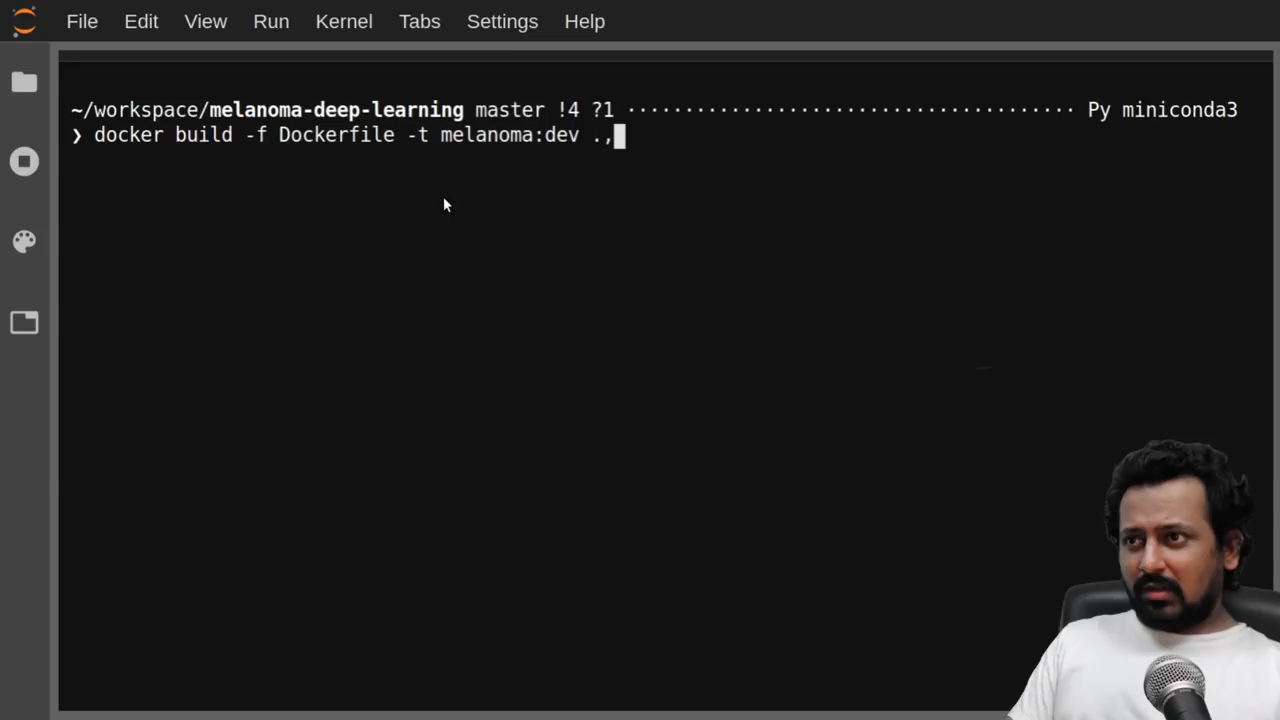 File Edit View Run Kernel Tabs Settings Help
~/workspace/melanoma-deep-learning master !4 ?1 ······································· Py miniconda3
❯ docker build -f Dockerfile -t melanoma:dev .,